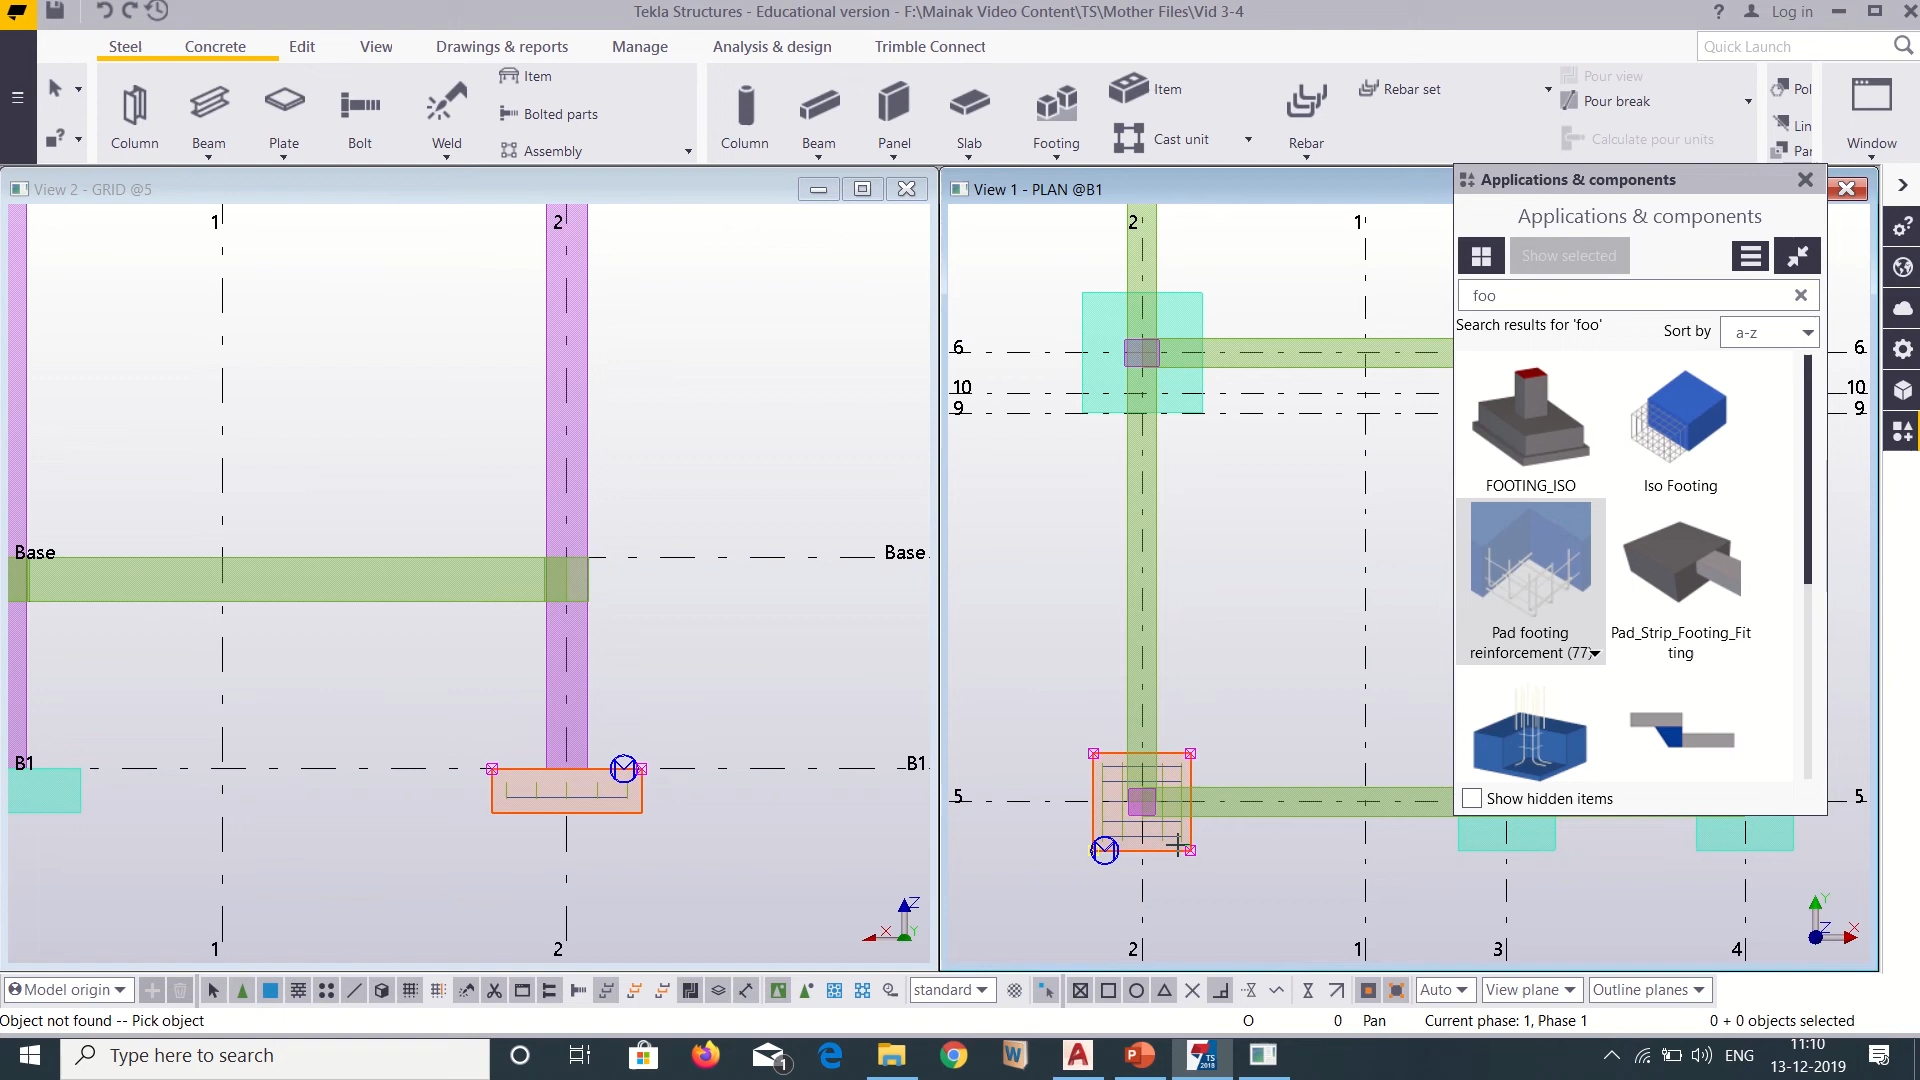 Tekla Structures - Educational version - F:\Mainak Video Content\TS\Mother Files\Vid 3-4
? Log in
Steel Concrete Edit View Drawings & reports Manage Analysis & design Trimble Connect
Quick Launch
Column Beam Plate Bolt Weld
Item
Bolted parts
Assembly
Column Beam Panel Slab Footing
Item
Cast unit
Rebar
Rebar set
Pour view
Pour break
Calculate pour units
Pol
Lin
Par
Window
View 2 - GRID @5
1 2
Base Base
B1 B1
1 2
X Z Y
View 1 - PLAN @B1
2 1
6 6
10 10
9 9
5 5
2 1 3 4
Y Z X
Applications & components
Applications & components
Show selected
foo
Search results for 'foo'
Sort by a-z
FOOTING_ISO
Iso Footing
Pad footing
reinforcement (77)
Pad_Strip_Footing_Fit
ting
Show hidden items
Model origin
standard
Auto
View plane
Outline planes
Object not found -- Pick object
O 0 Pan Current phase: 1, Phase 1 0 + 0 objects selected
Type here to search
1
TS
2018
ENG
11:10
13-12-2019